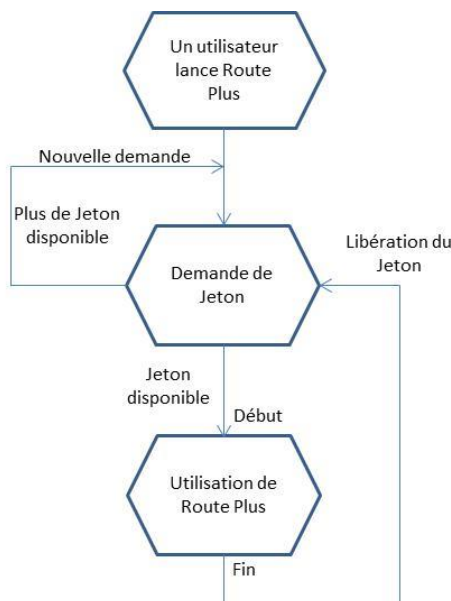 Un utilisateur
lance Route
Plus
Nouvelle demande
Plus de Jeton
disponible
Libération du
Jeton
Demande de
Jeton
Jeton
disponible
Début
Utilisation de
Route Plus
Fin